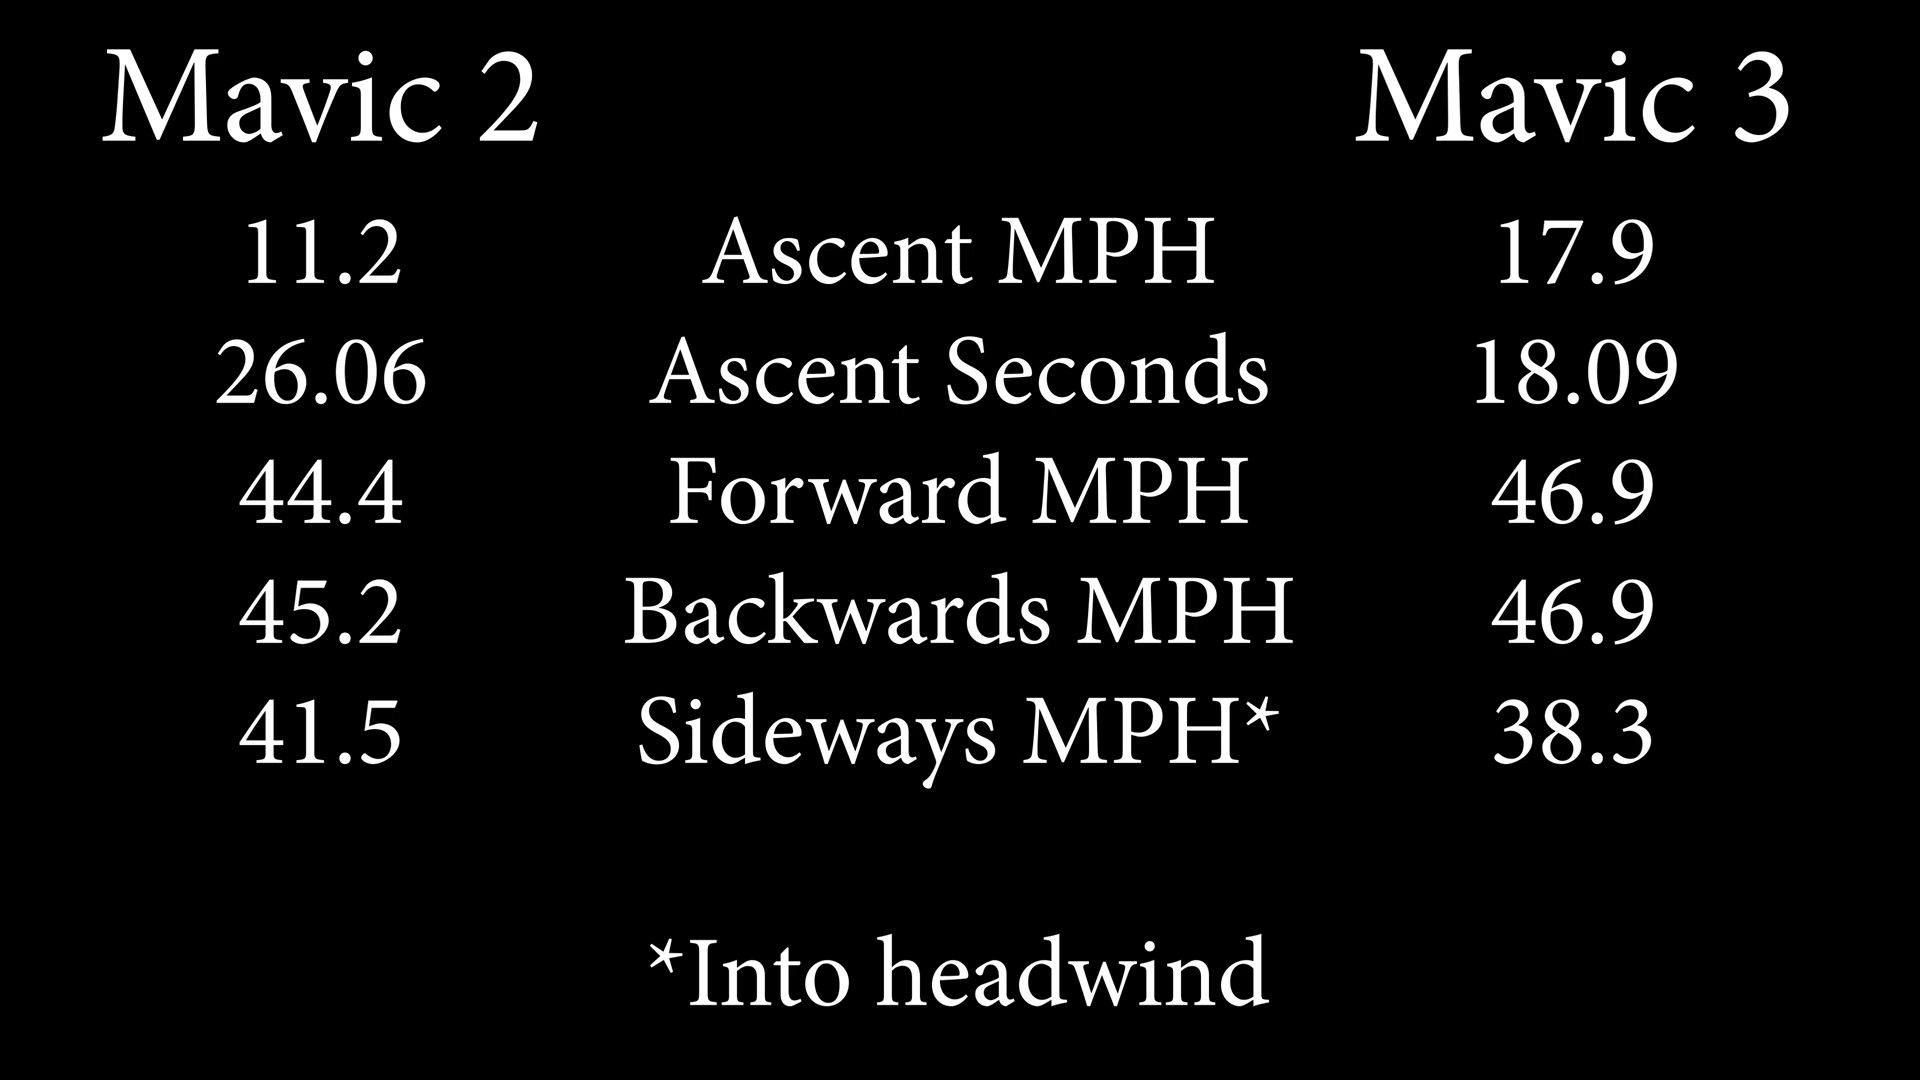 Mavic 2 Mavic 3
11.2 Ascent MPH 17.9
26.06 Ascent Seconds 18.09
44.4 Forward MPH 46.9
45.2 Backwards MPH 46.9
41.5 Sideways MPH* 38.3
*Into headwind